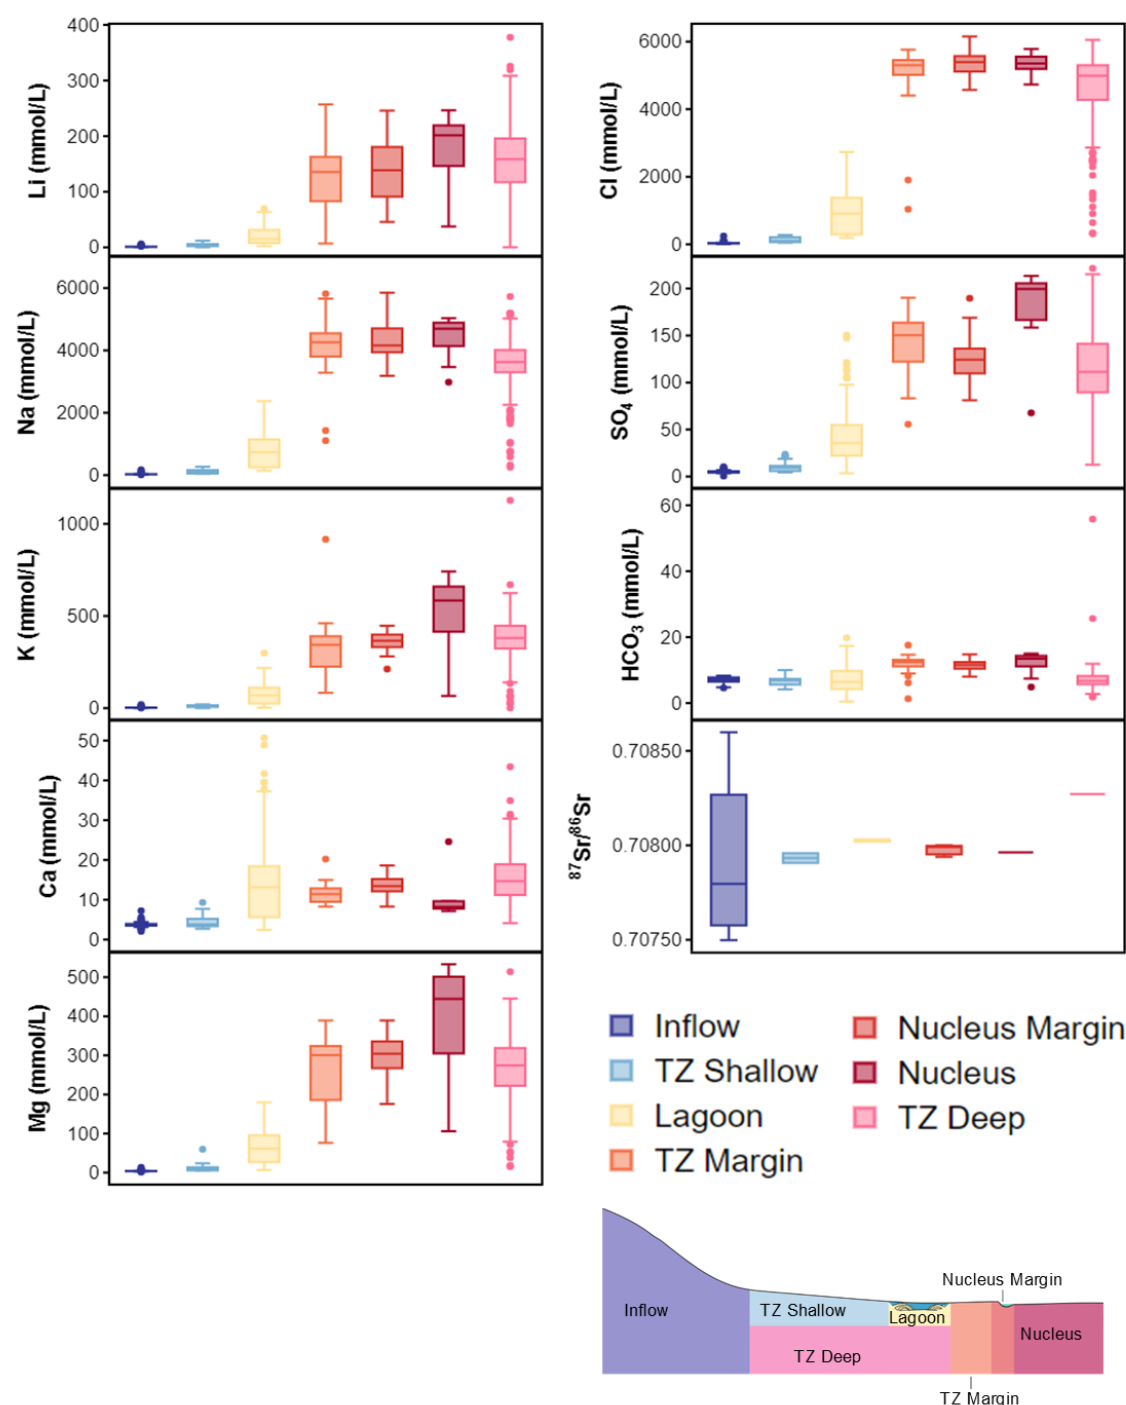 Li (mmol/L)
400
300
200
100
0
Na (mmol/L)
6000
4000
2000
0
K (mmol/L)
1000
500
0
Ca (mmol/L)
50
40
30
20
10
0
Mg (mmol/L)
500
400
300
200
100
0
Cl (mmol/L)
6000
4000
2000
0
SO₄ (mmol/L)
200
150
100
50
0
HCO₃ (mmol/L)
60
40
20
0
⁸⁷Sr/⁸⁶Sr
0.70850
0.70800
0.70750
Inflow
TZ Shallow
Lagoon
TZ Margin
Nucleus Margin
Nucleus
TZ Deep
Nucleus Margin
Inflow
TZ Shallow
Lagoon
Nucleus
TZ Deep
TZ Margin